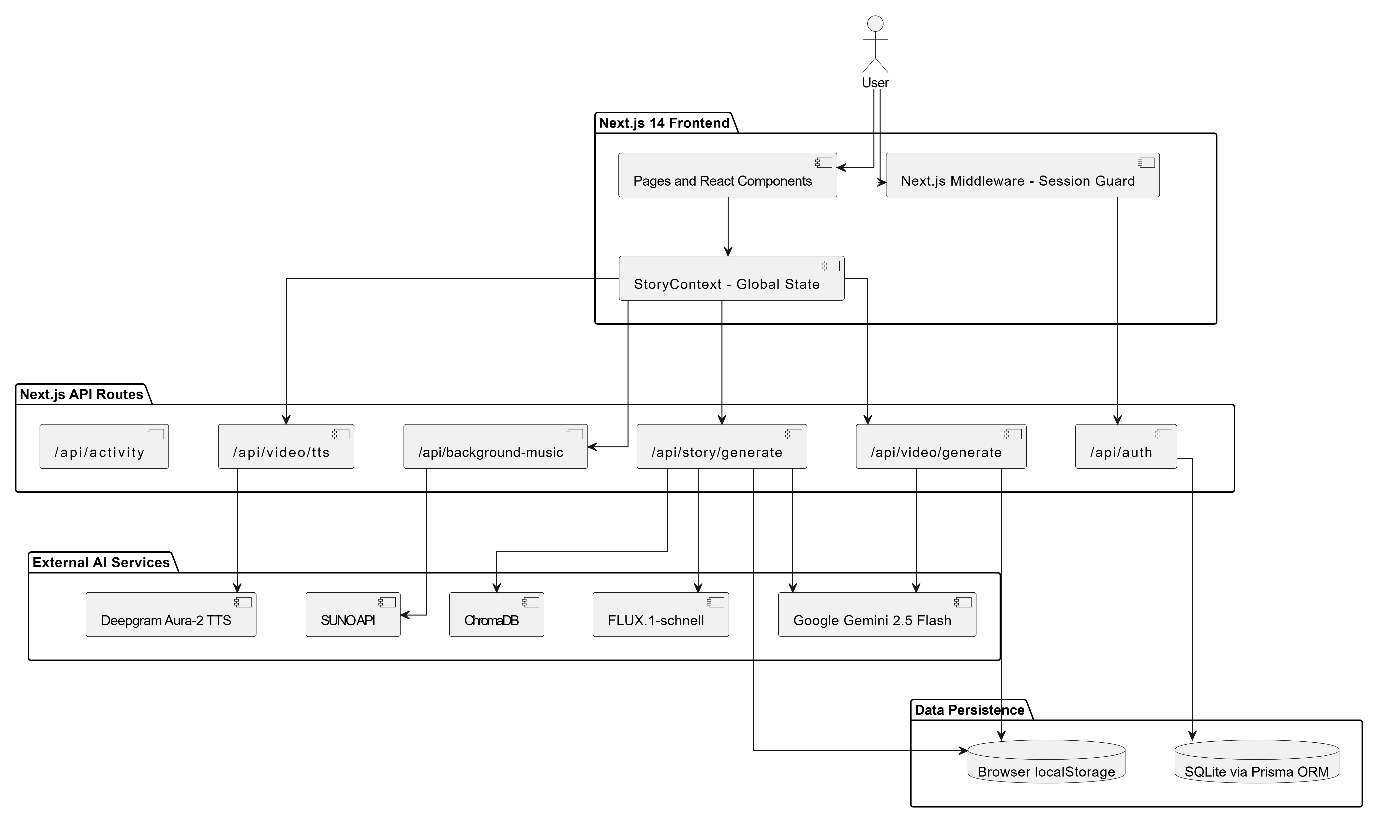 User
Next.js 14 Frontend
Pages and React Components
Next.js Middleware - Session Guard
StoryContext - Global State
Next.js API Routes
/api/activity
/api/video/tts
/api/background-music
/api/story/generate
/api/video/generate
/api/auth
External AI Services
Deepgram Aura-2 TTS
SUNO API
ChromaDB
FLUX.1-schnell
Google Gemini 2.5 Flash
Data Persistence
Browser localStorage
SQLite via Prisma ORM